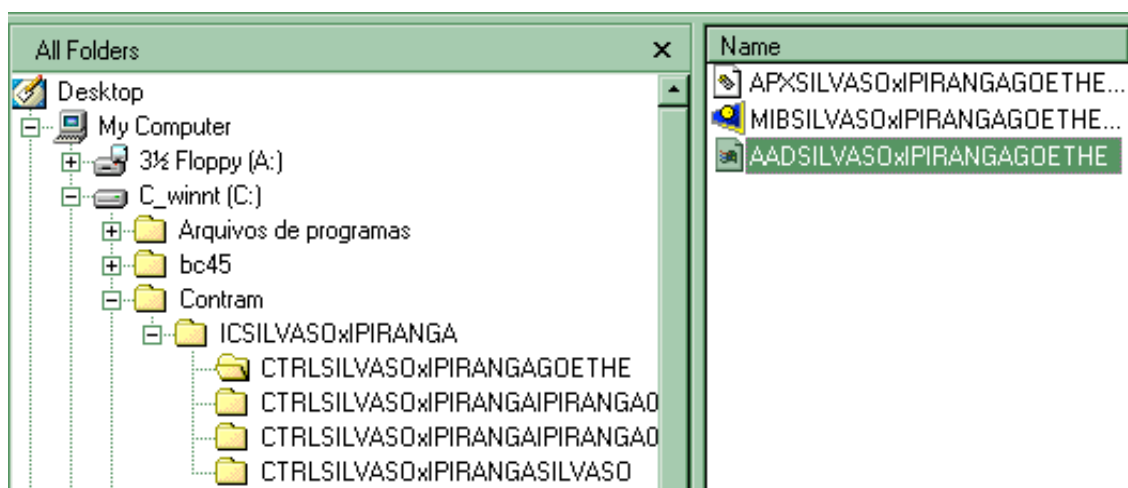 All Folders
Desktop
My Computer
3½ Floppy (A:)
C_winnt (C:)
Arquivos de programas
bc45
Contram
ICSILVASOxIPIRANGA
CTRLSILVASOxIPIRANGAGOETHE
CTRLSILVASOxIPIRANGAIPIRANGA0
CTRLSILVASOxIPIRANGAIPIRANGA0
CTRLSILVASOxIPIRANGASILVASO
Name
APXSILVASOxIPIRANGAGOETHE...
MIBSILVASOxIPIRANGAGOETHE...
AADSILVASOxIPIRANGAGOETHE